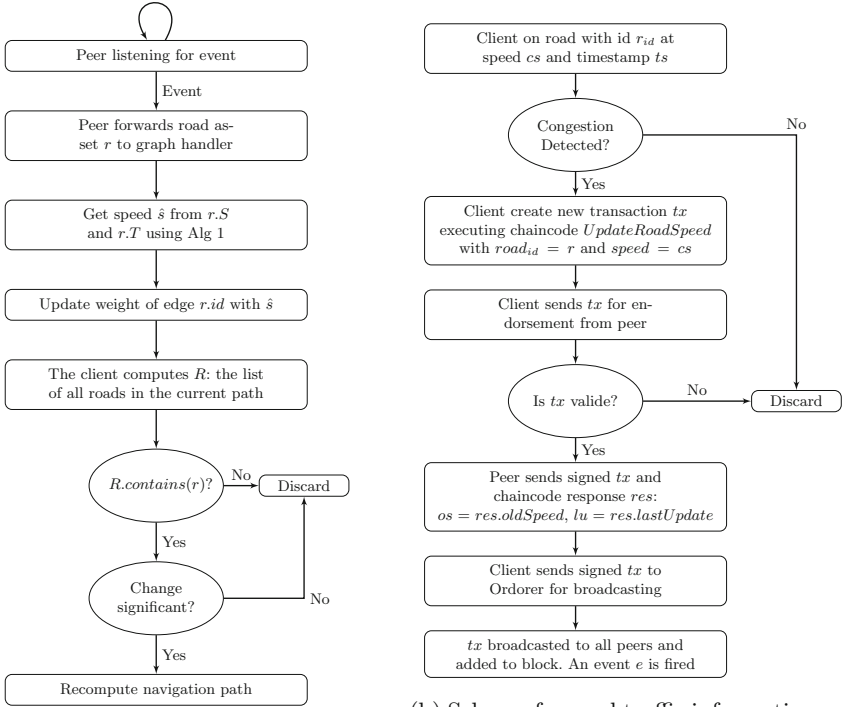 Peer listening for event
Event
Peer forwards road as-
set r to graph handler
Get speed ŝ from r.S
and r.T using Alg 1
Update weight of edge r.id with ŝ
The client computes R: the list
of all roads in the current path
R.contains(r)?
No
Discard
Yes
Change
significant?
No
Yes
Recompute navigation path
Client on road with id r_id at
speed cs and timestamp ts
Congestion
Detected?
No
Yes
Client create new transaction tx
executing chaincode UpdateRoadSpeed
with road_id = r and speed = cs
Client sends tx for en-
dorsement from peer
Is tx valide?
No
Discard
Yes
Peer sends signed tx and
chaincode response res:
os = res.oldSpeed, lu = res.lastUpdate
Client sends signed tx to
Ordorer for broadcasting
tx broadcasted to all peers and
added to block. An event e is fired